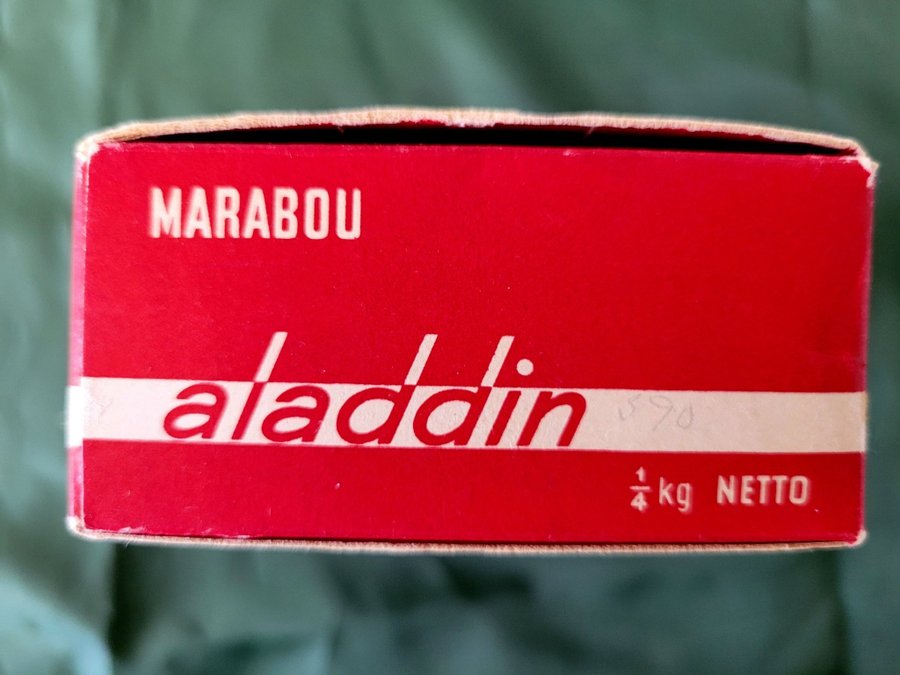 MARABOU
aladdin
¼ kg NETTO